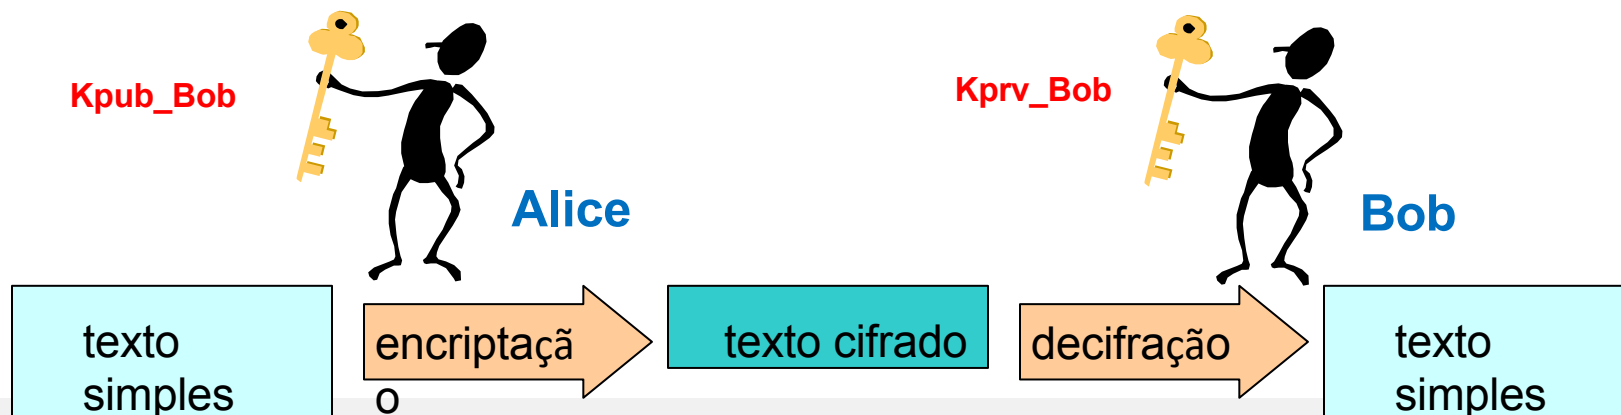 Kpub_Bob
Kprv_Bob
Alice
Bob
texto
simples
encriptaçã
o
texto cifrado
decifração
texto
simples